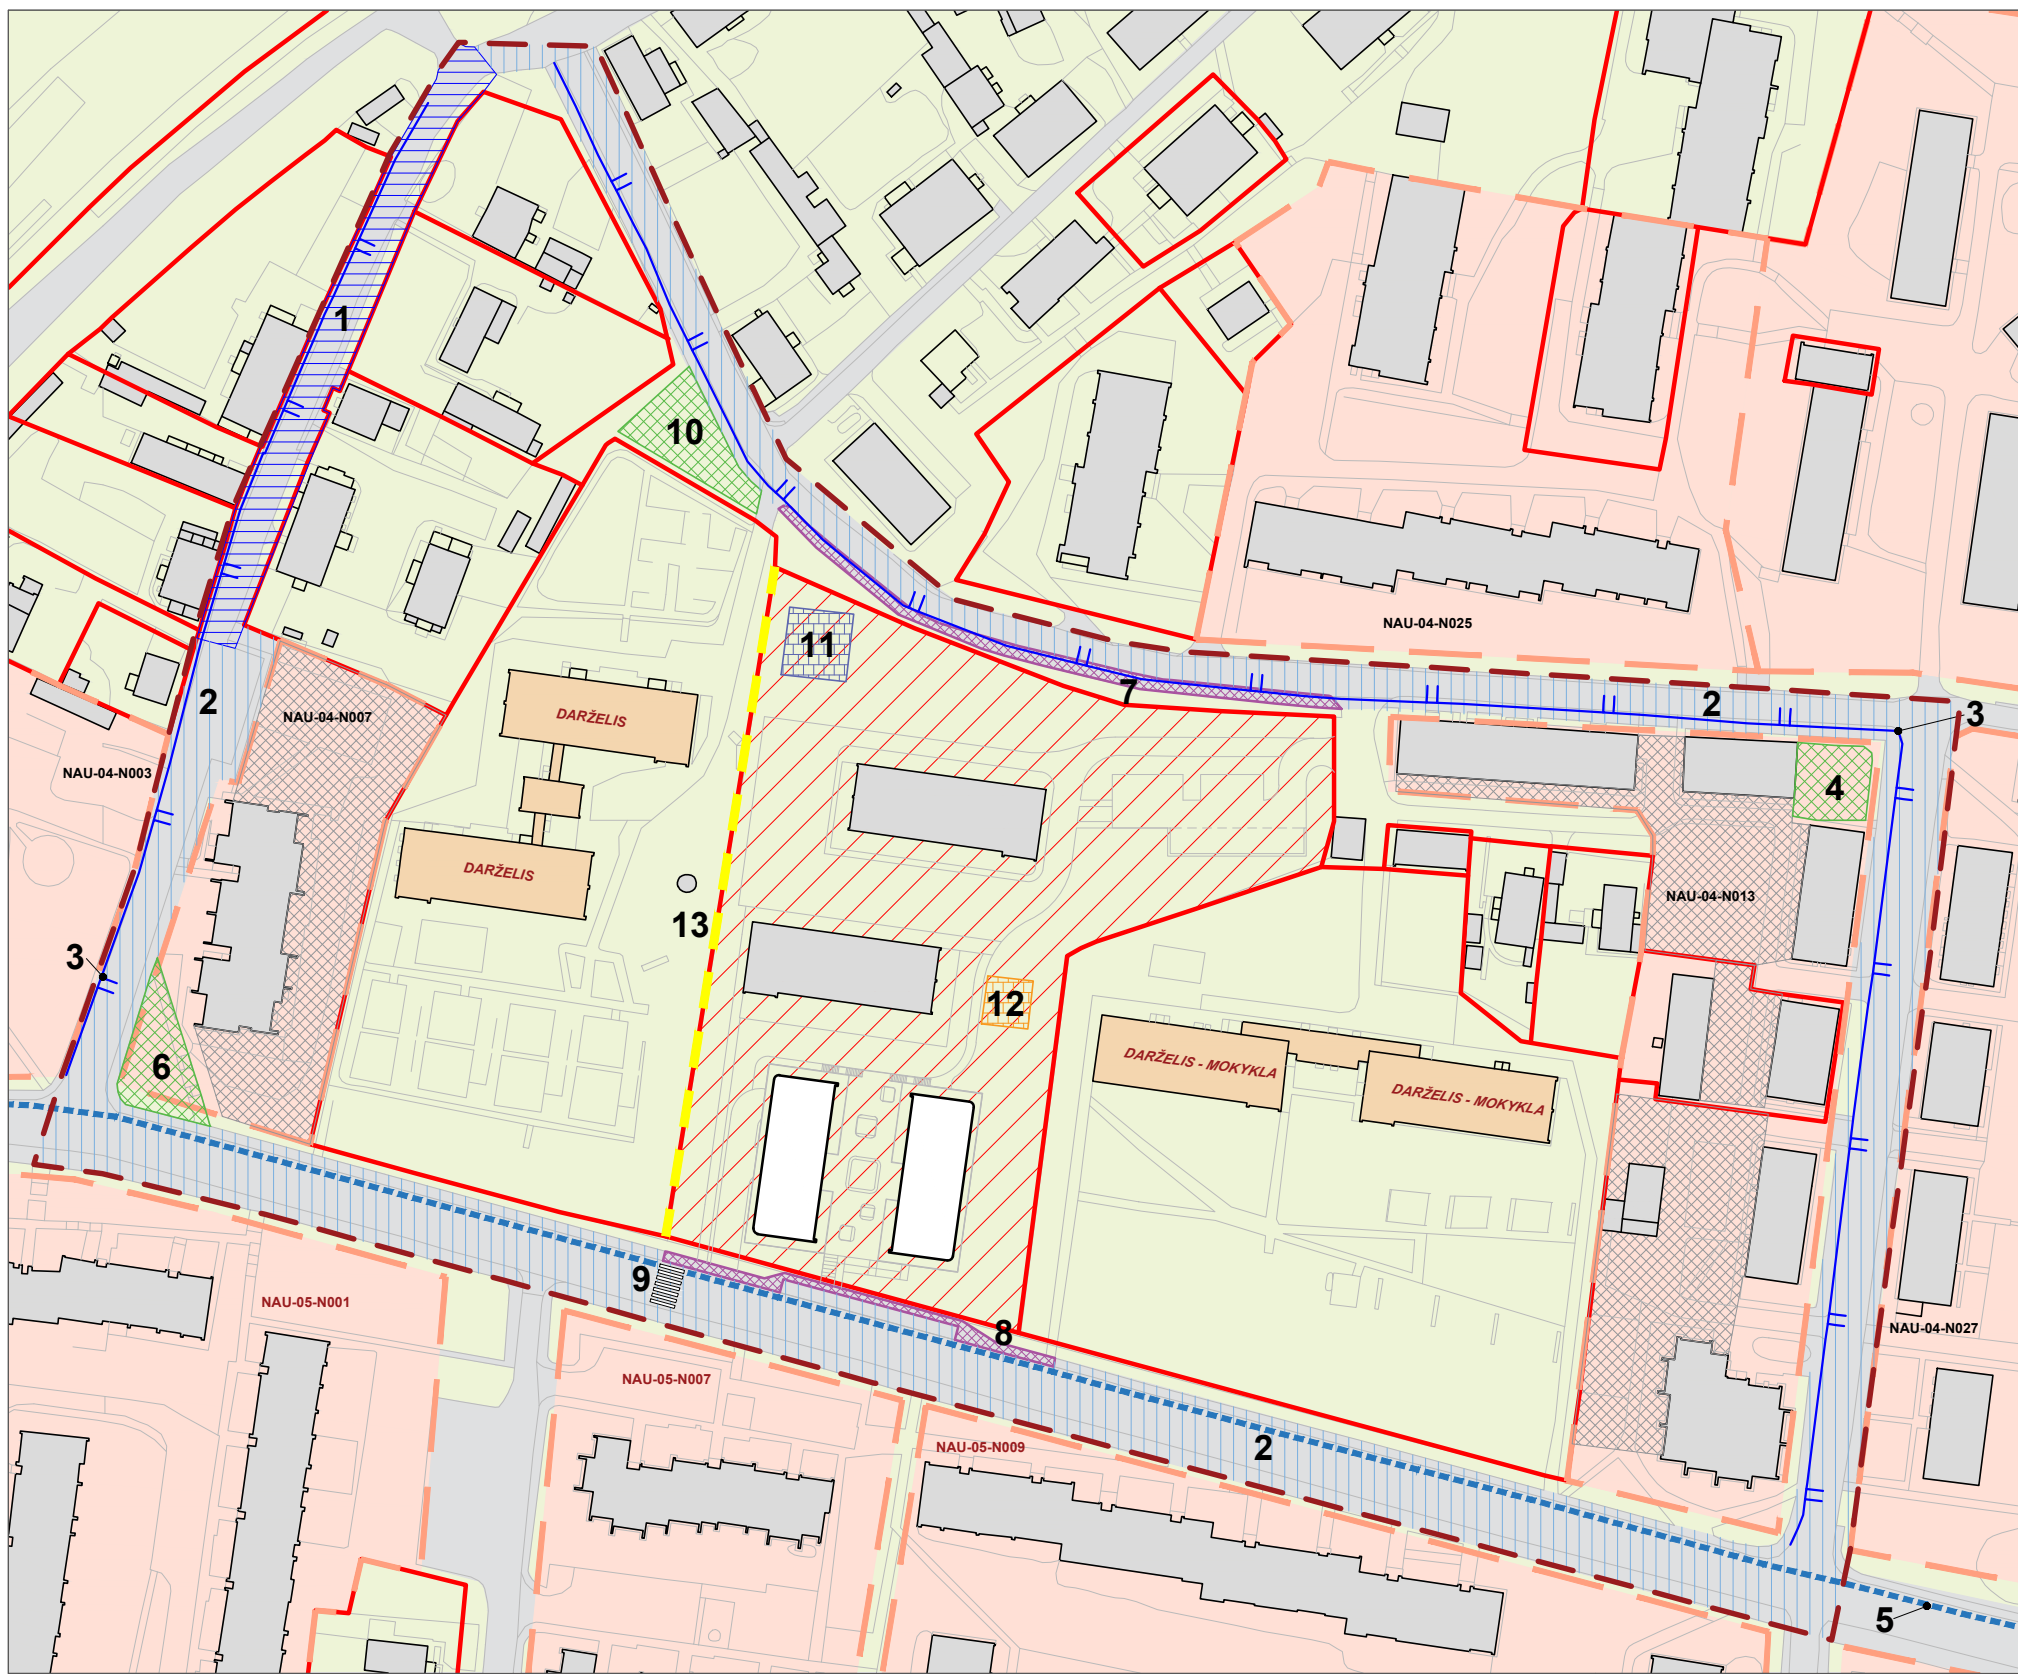 1
10
NAU-04-N025
11
2
7
2
3
NAU-04-N007
DARŽELIS
NAU-04-N003
4
DARŽELIS
NAU-04-N013
13
3
12
6
DARŽELIS - MOKYKLA
DARŽELIS - MOKYKLA
9
NAU-05-N001
8
NAU-04-N027
NAU-05-N007
2
NAU-05-N009
5